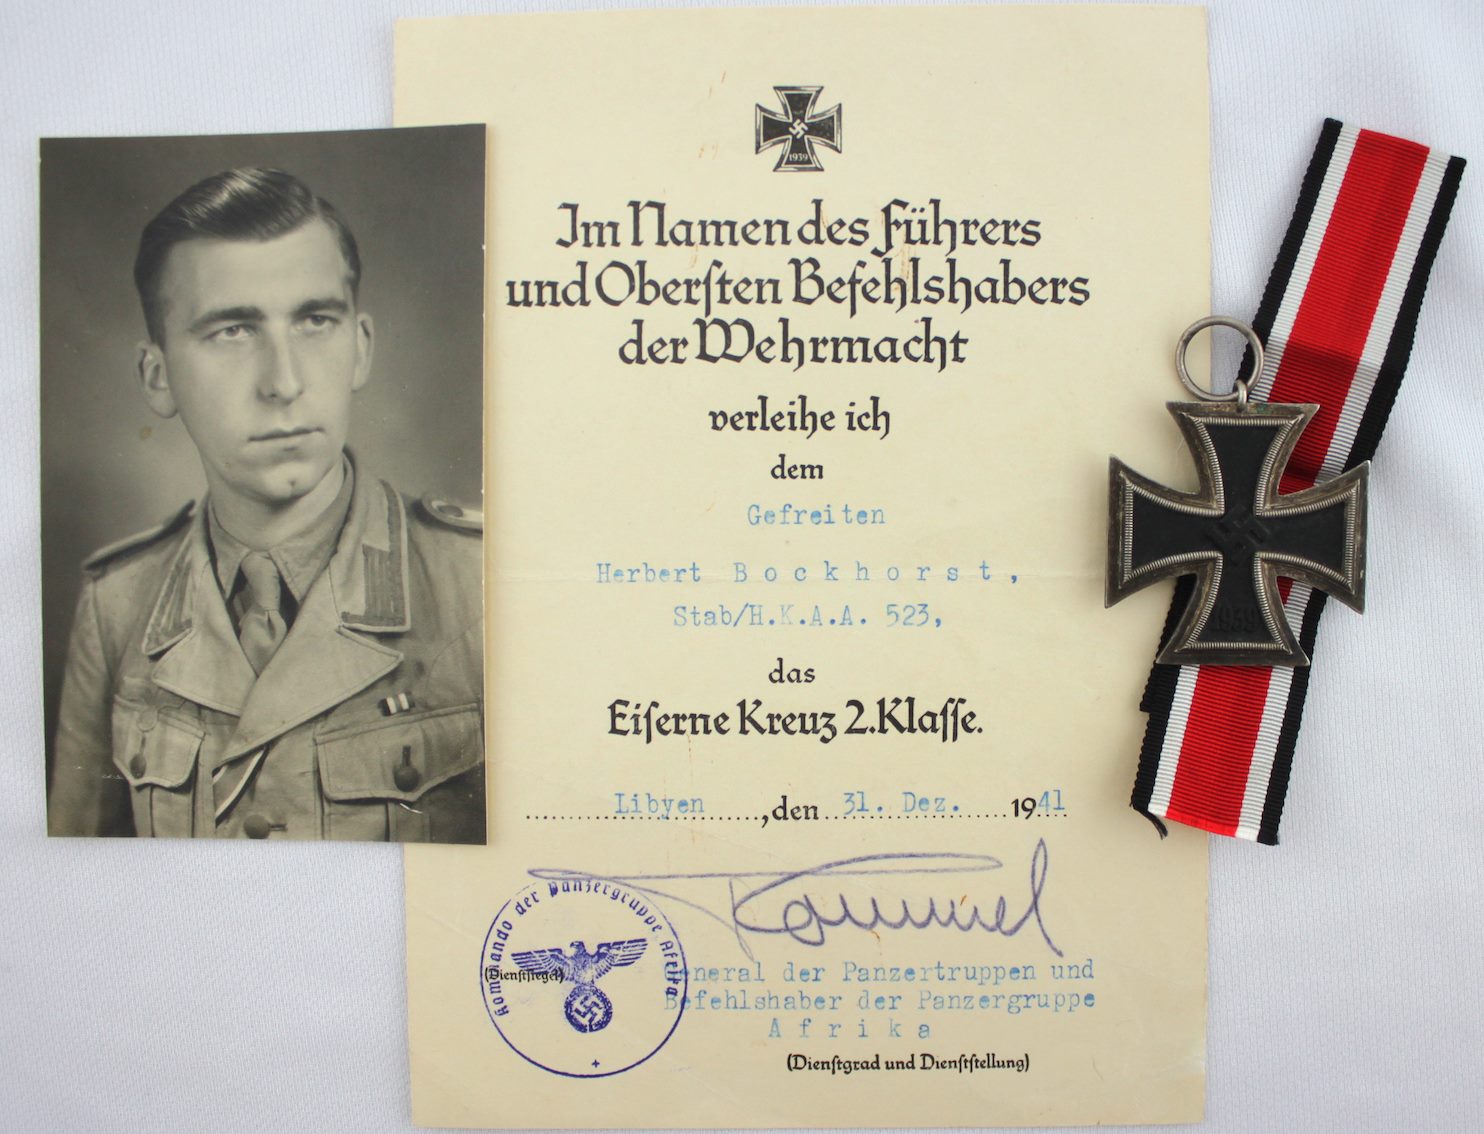 1939
Im Namen des Führers
und Oberſten Befehlshabers
der Wehrmacht
verleihe ich
dem
Gefreiten
Herbert Bockhorst,
Stab/H.K.A.A. 523,
das
Eiſerne Kreuz 2.Klaſſe.
Libyen, den 31. Dez. 1941
Rommel
Kommando der Panzergruppe Afrika
(Dienſtſiegel)
General der Panzertruppen und
Befehlshaber der Panzergruppe
Afrika
(Dienſtgrad und Dienſtſtellung)
1939